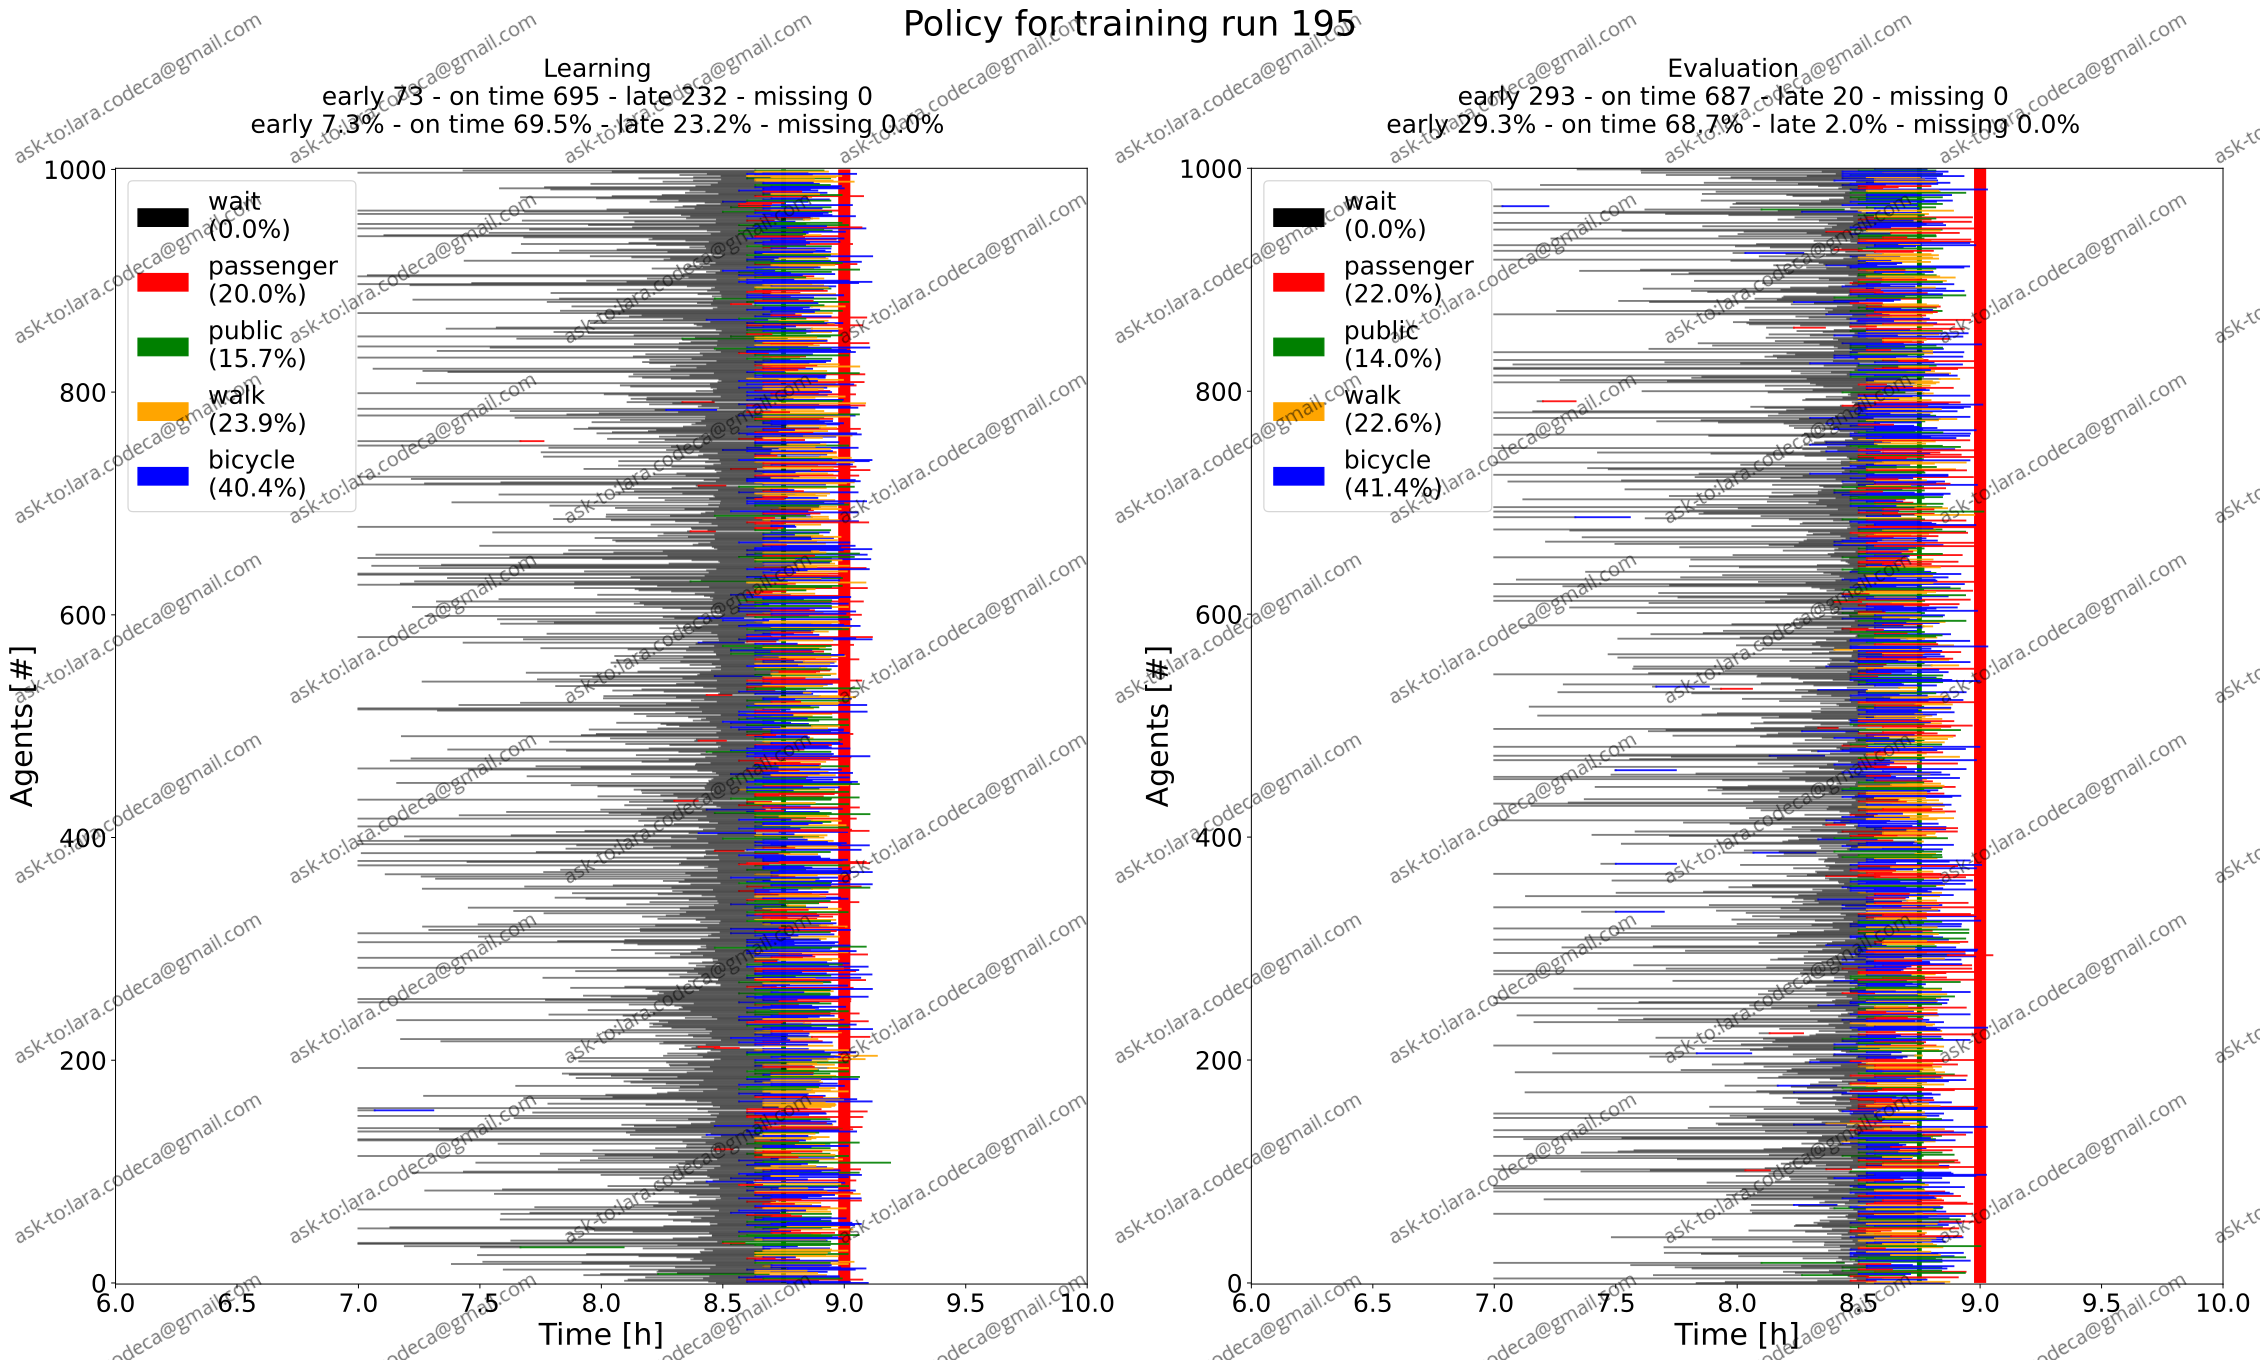 Policy for training run 195
Learning
early 73 - on time 695 - late 232 - missing 0
early 7.3% - on time 69.5% - late 23.2% - missing 0.0%
1000
800
600
400
200
0
Agents [#]
wait
(0.0%)
passenger
(20.0%)
public
(15.7%)
walk
(23.9%)
bicycle
(40.4%)
6.0 6.5 7.0 7.5 8.0 8.5 9.0 9.5 10.0
Time [h]
Evaluation
early 293 - on time 687 - late 20 - missing 0
early 29.3% - on time 68.7% - late 2.0% - missing 0.0%
1000
800
600
400
200
0
Agents [#]
wait
(0.0%)
passenger
(22.0%)
public
(14.0%)
walk
(22.6%)
bicycle
(41.4%)
6.0 6.5 7.0 7.5 8.0 8.5 9.0 9.5 10.0
Time [h]
ask-to:lara.codeca@gmail.com